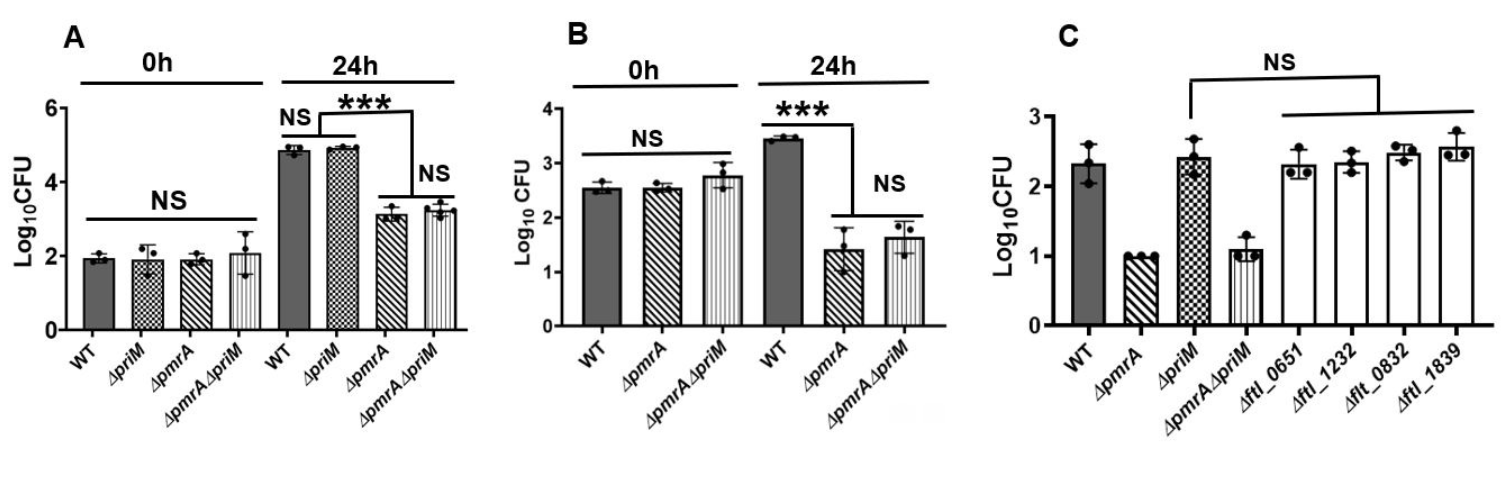 A
0h
24h
NS
***
NS
NS
Log10CFU
6
4
2
0
WT
ΔpriM
ΔpmrA
ΔpmrAΔpriM
WT
ΔpriM
ΔpmrA
ΔpmrAΔpriM
B
0h
24h
NS
***
NS
Log10 CFU
4
3
2
1
0
WT
ΔpmrA
ΔpmrAΔpriM
WT
ΔpmrA
ΔpmrAΔpriM
C
NS
Log10CFU
3
2
1
0
WT
ΔpmrA
ΔpriM
ΔpmrAΔpriM
Δftl_0651
Δftl_1232
Δflt_0832
Δftl_1839